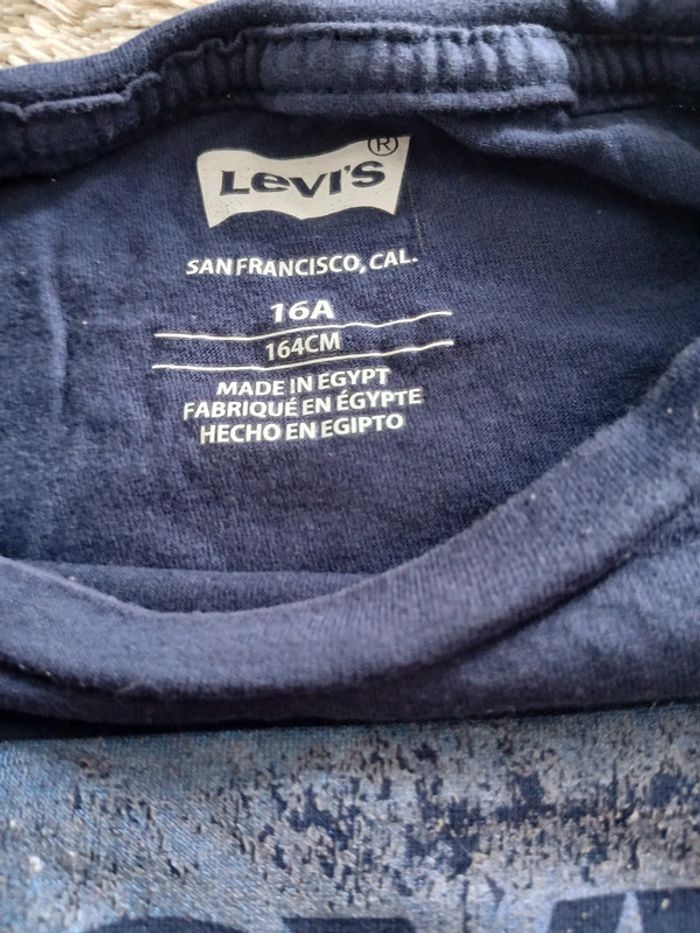 LEVI'S ®
SAN FRANCISCO, CAL.
16A
164CM
MADE IN EGYPT
FABRIQUÉ EN ÉGYPTE
HECHO EN EGIPTO